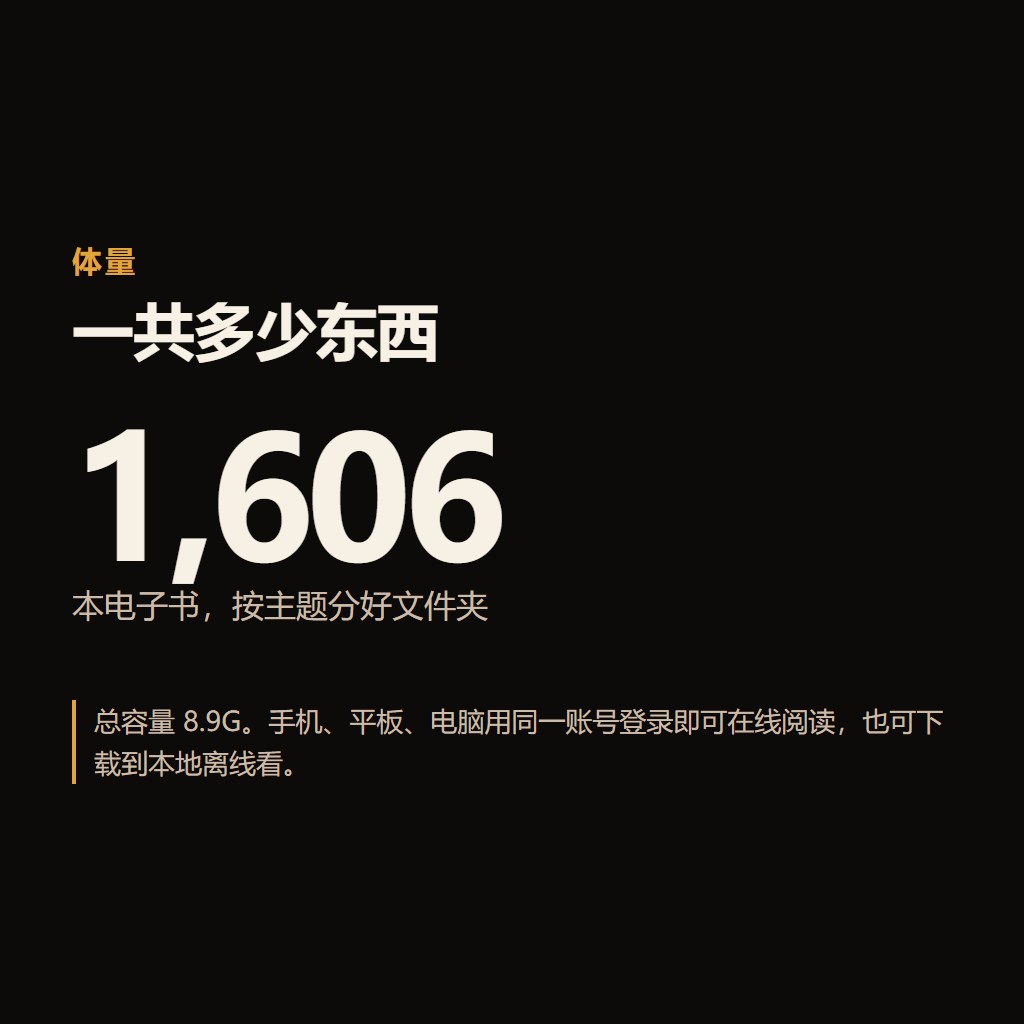 体量
一共多少东西
1,606
本电子书，按主题分好文件夹
总容量 8.9G。手机、平板、电脑用同一账号登录即可在线阅读，也可下
载到本地离线看。